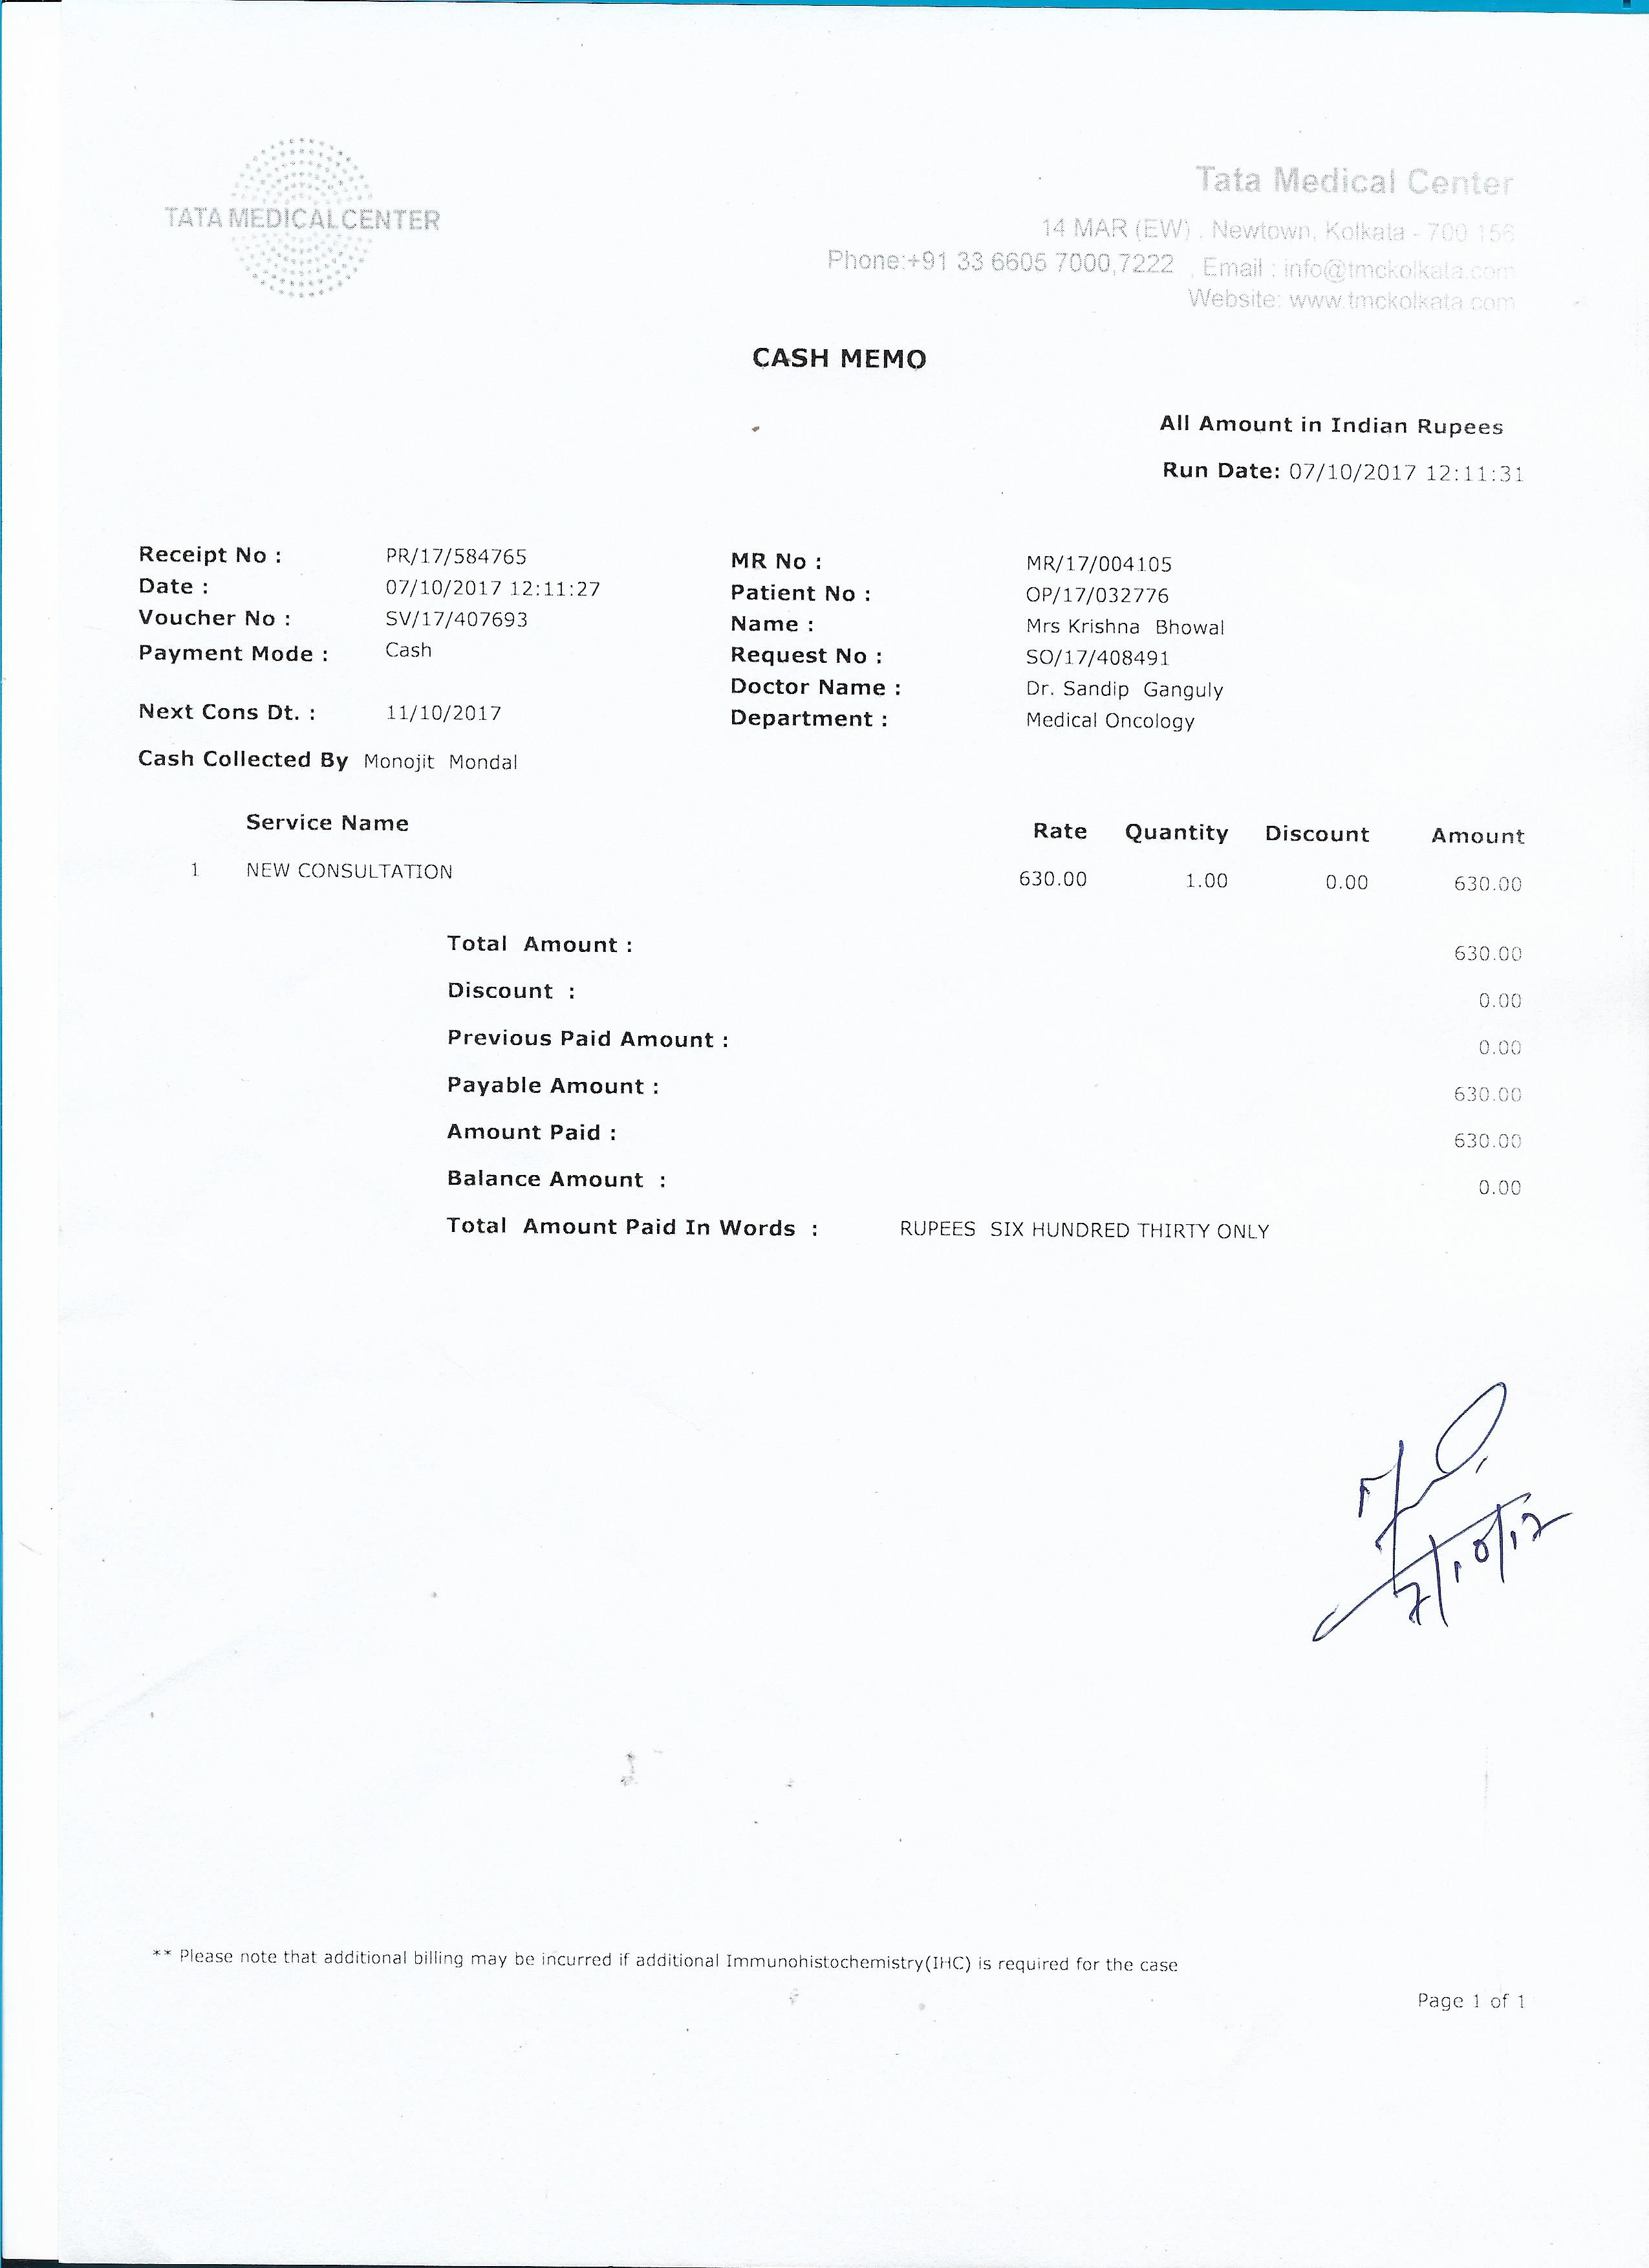 TATA MEDICAL CENTER
Tata Medical Center
14 MAR (EW) . Newtown, Kolkata - 700 156
Phone:+91 33 6605 7000,7222 , Email : info@tmckolkata.com
Website: www.tmckolkata.com
CASH MEMO
All Amount in Indian Rupees
Run Date: 07/10/2017 12:11:31
Receipt No : PR/17/584765 MR No : MR/17/004105
Date : 07/10/2017 12:11:27 Patient No : OP/17/032776
Voucher No : SV/17/407693 Name : Mrs Krishna Bhowal
Payment Mode : Cash Request No : SO/17/408491
Doctor Name : Dr. Sandip Ganguly
Next Cons Dt. : 11/10/2017 Department : Medical Oncology
Cash Collected By Monojit Mondal
Service Name Rate Quantity Discount Amount
1 NEW CONSULTATION 630.00 1.00 0.00 630.00
Total Amount : 630.00
Discount : 0.00
Previous Paid Amount : 0.00
Payable Amount : 630.00
Amount Paid : 630.00
Balance Amount : 0.00
Total Amount Paid In Words : RUPEES SIX HUNDRED THIRTY ONLY
7/10/17
** Please note that additional billing may be incurred if additional Immunohistochemistry(IHC) is required for the case
Page 1 of 1